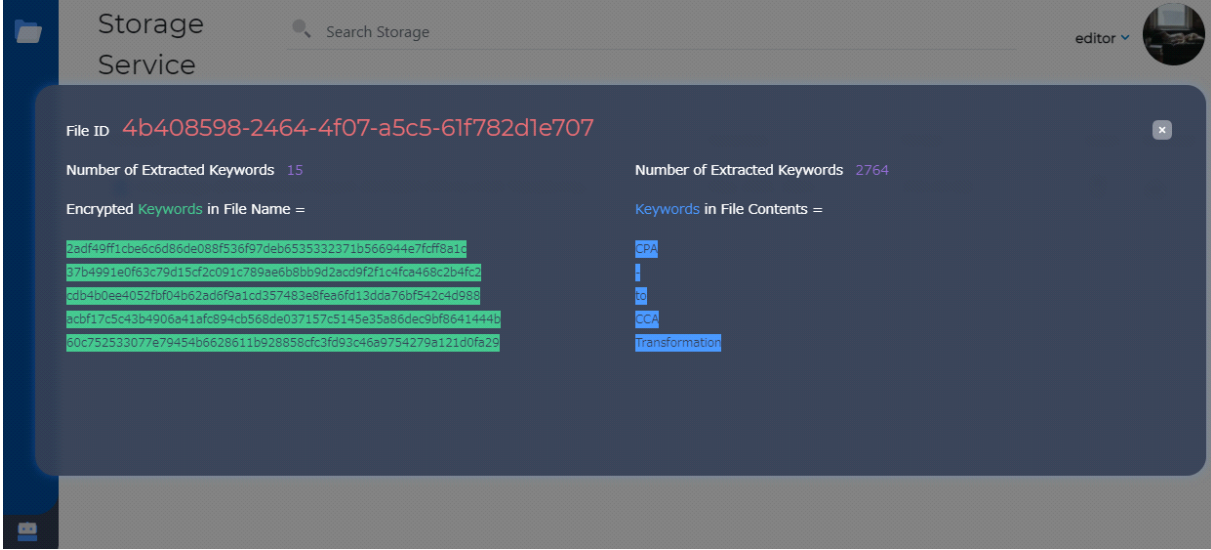 Storage
Service
Search Storage
editor
File ID 4b408598-2464-4f07-a5c5-61f782d1e707
Number of Extracted Keywords 15
Encrypted Keywords in File Name =
2adf49ff1cbe6c6d86de088f536f97deb6535332371b566944e7fcff8a1c
37b4991e0f63c79d15cf2c091c789ae6b8bb9d2acd9f2f1c4fca468c2b4fc2
cdb4b0ee4052fbf04b62ad6f9a1cd357483e8fea6fd13dda76bf542c4d988
acbf17c5c43b4906a41afc894cb568de037157c5145e35a86dec9bf8641444b
60c752533077e79454b6628611b928858cfc3fd93c46a9754279a121d0fa29
Number of Extracted Keywords 2764
Keywords in File Contents =
CPA
-
to
CCA
Transformation